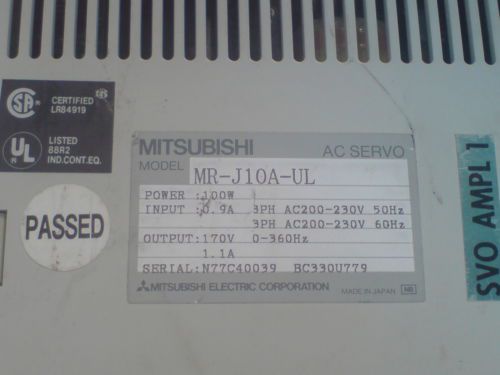 CERTIFIED
LR84919
LISTED
88R2
IND.CONT.EQ.
PASSED
MITSUBISHI AC SERVO
MODEL MR-J10A-UL
POWER :100W
INPUT :0.9A 3PH AC200-230V 50Hz
3PH AC200-230V 60Hz
OUTPUT:170V 0-360Hz
1.1A
SERIAL:N77C40039 BC330U779
MITSUBISHI ELECTRIC CORPORATION MADE IN JAPAN
SVO AMPL 1